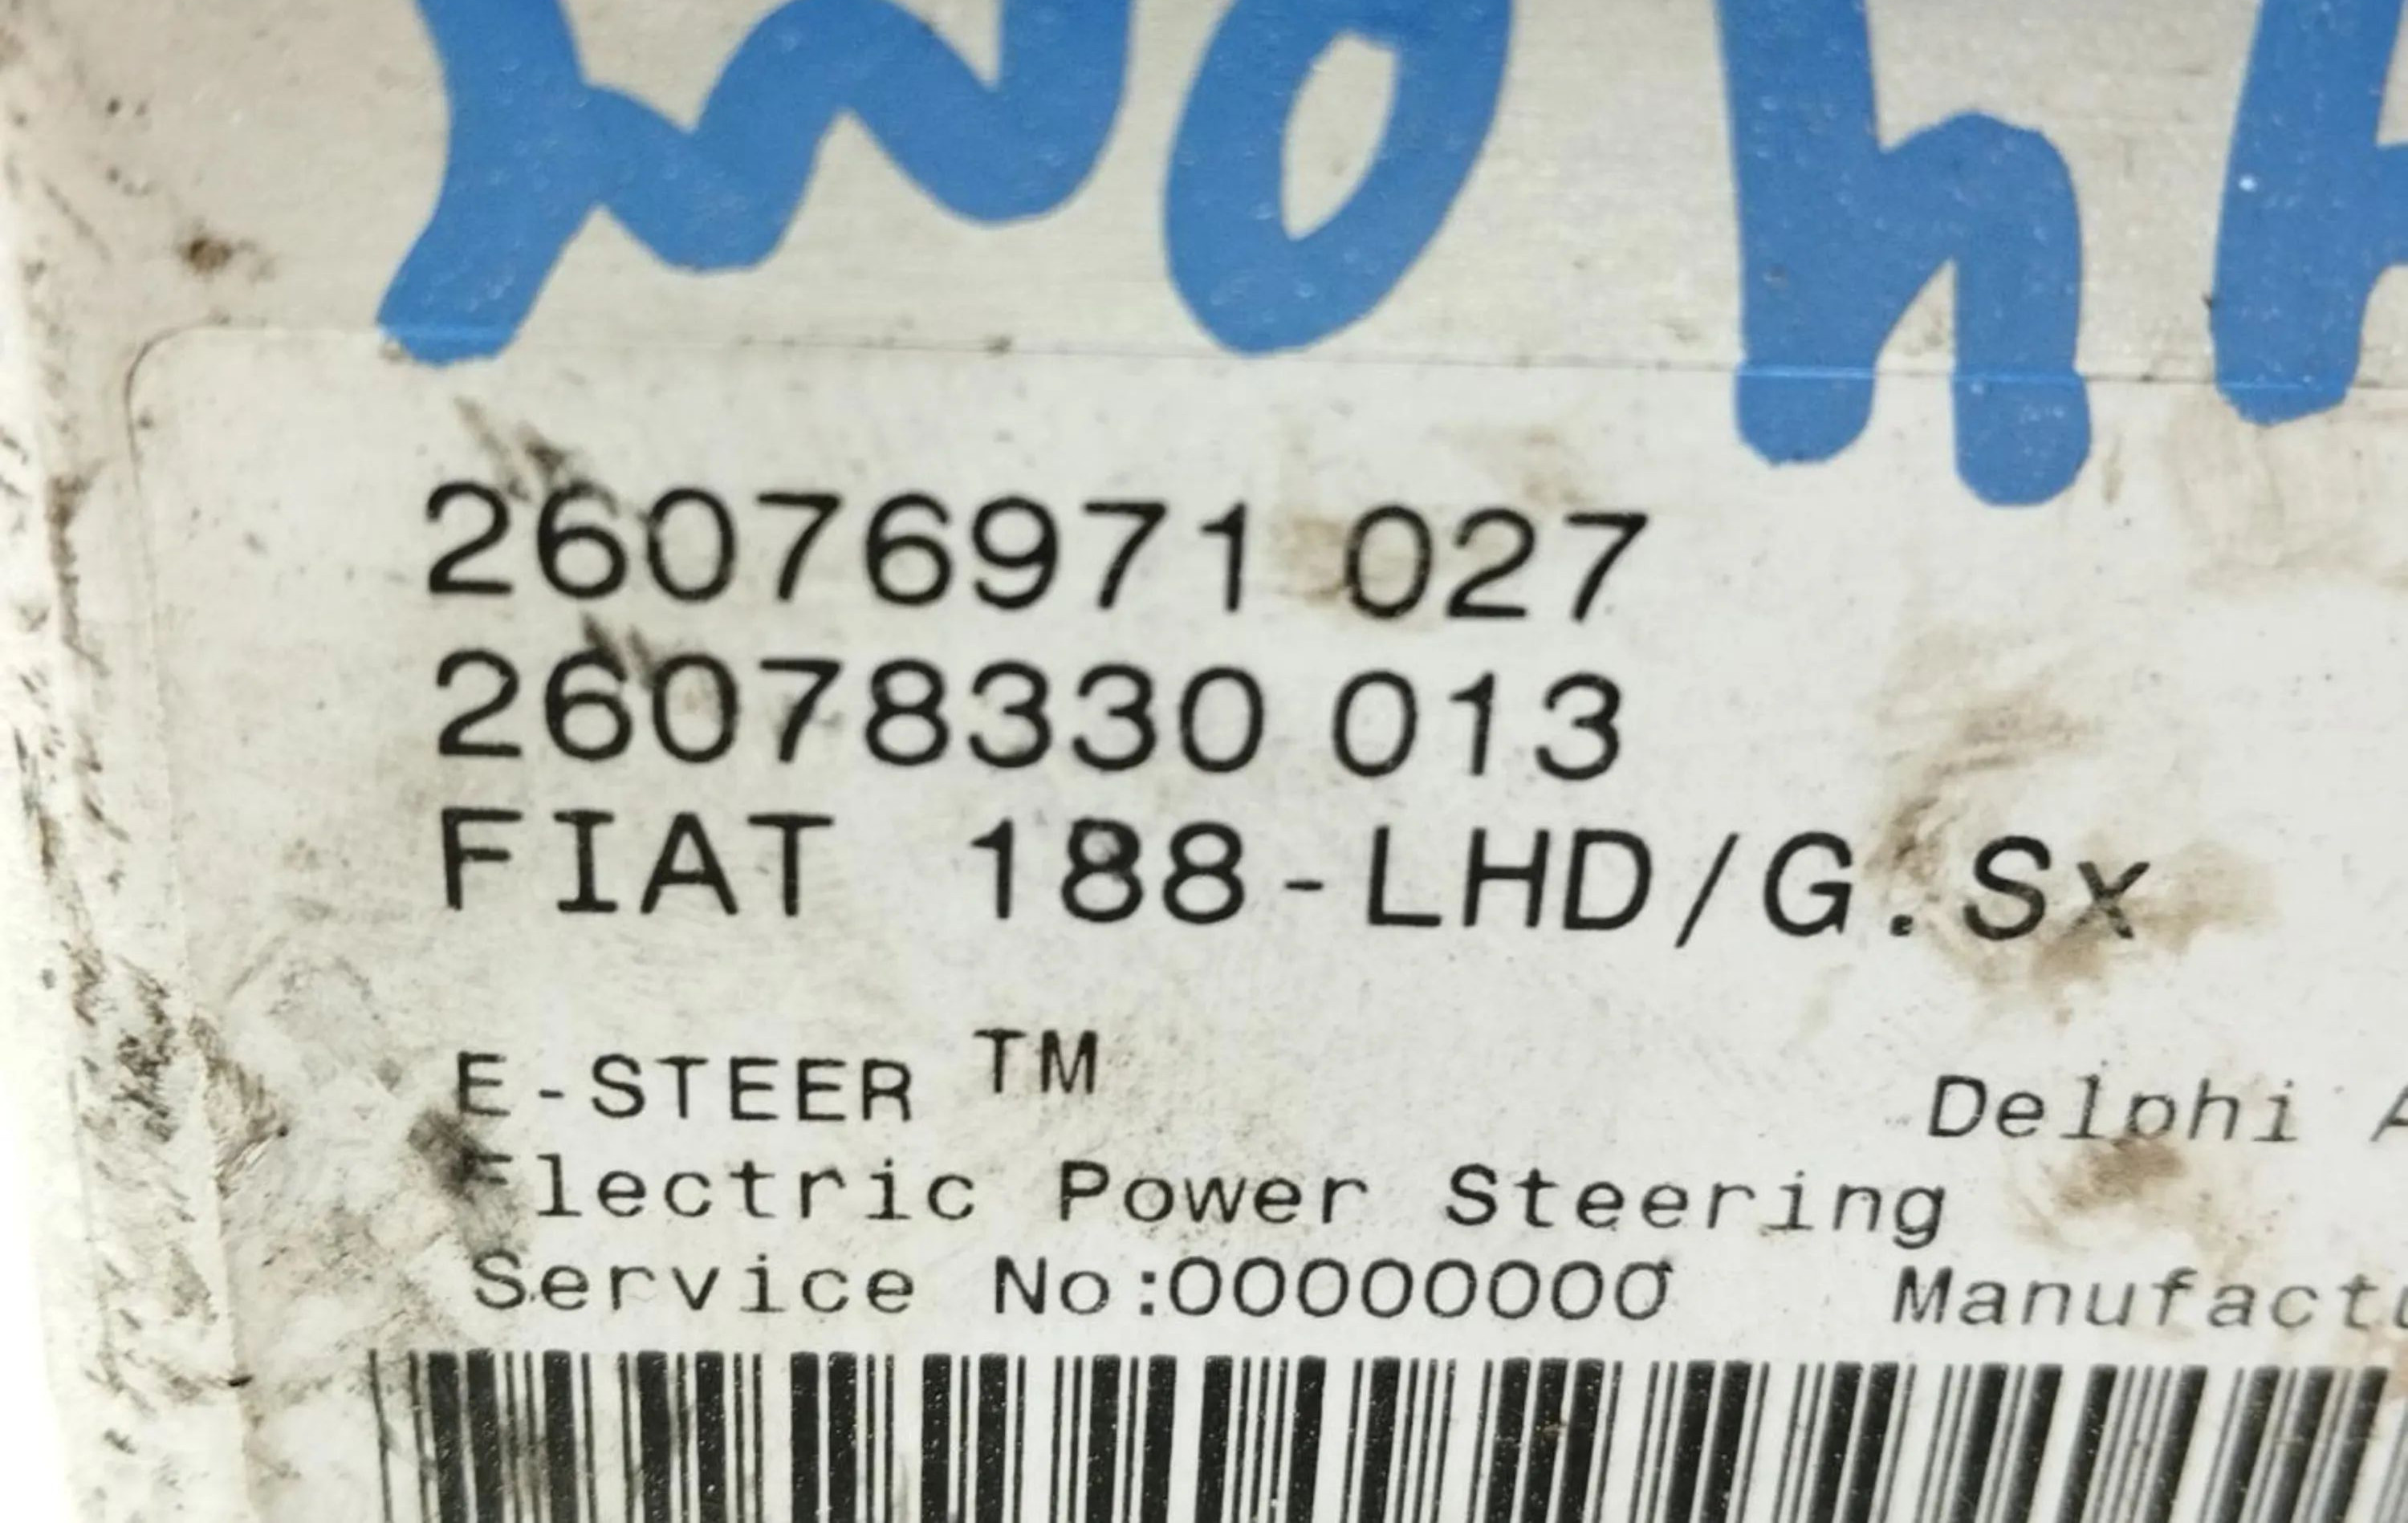 26076971 027
26078330 013
FIAT 188-LHD/G.Sx
E-STEER TM
Delphi
Electric Power Steering
Service No:00000000